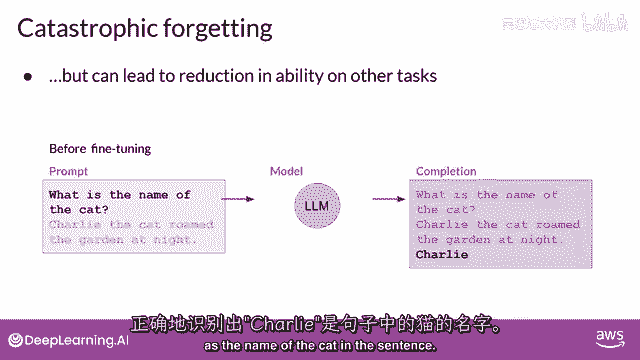 Catastrophic forgetting
• …but can lead to reduction in ability on other tasks
Before fine-tuning
Prompt
Model
Completion
What is the name of
the cat?
Charlie the cat roamed
the garden at night.
LLM
What is the name of
the cat?
Charlie the cat roamed
the garden at night.
Charlie
正确地识别出"Charlie"是句子中的猫的名字。
as the name of the cat in the sentence.
DeepLearning.AI
aws